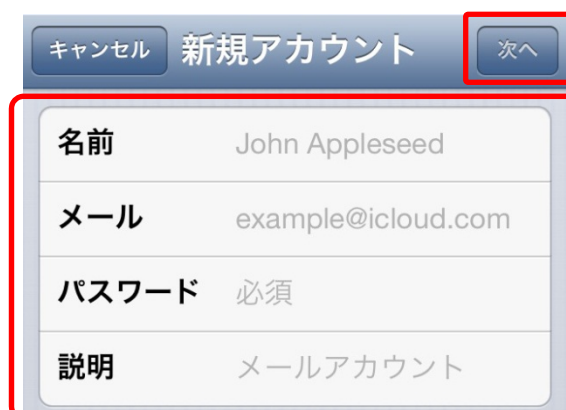 キャンセル 新規アカウント 次へ
名前 John Appleseed
メール example@icloud.com
パスワード 必須
説明 メールアカウント